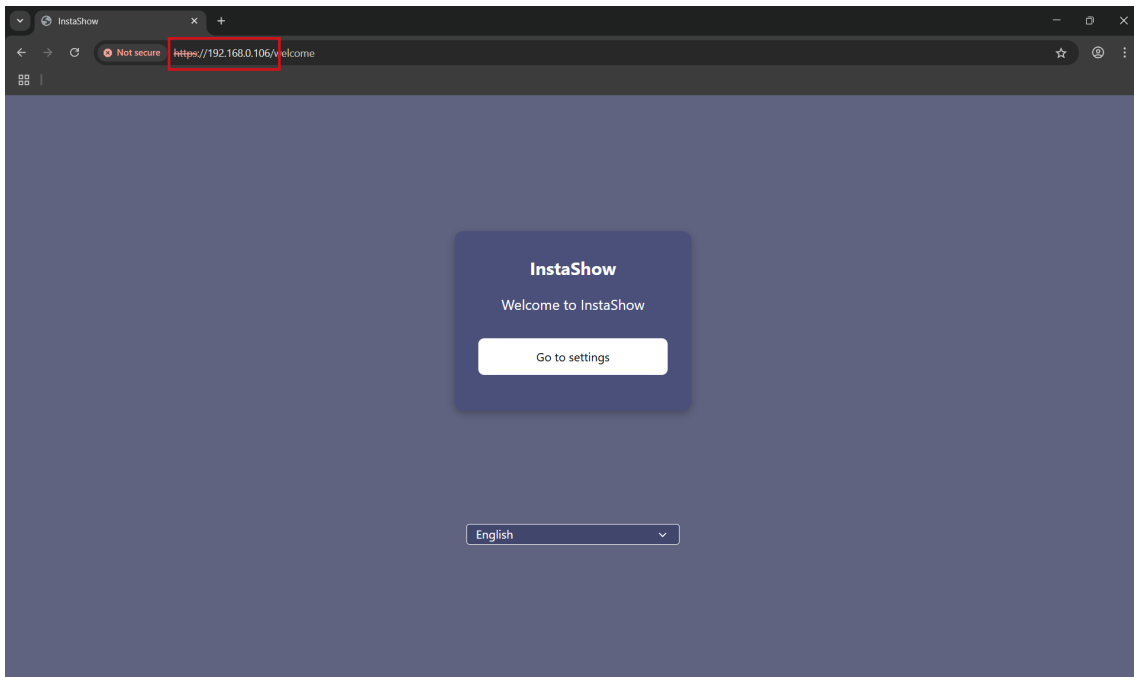 InstaShow
Not secure https://192.168.0.106/welcome
InstaShow
Welcome to InstaShow
Go to settings
English